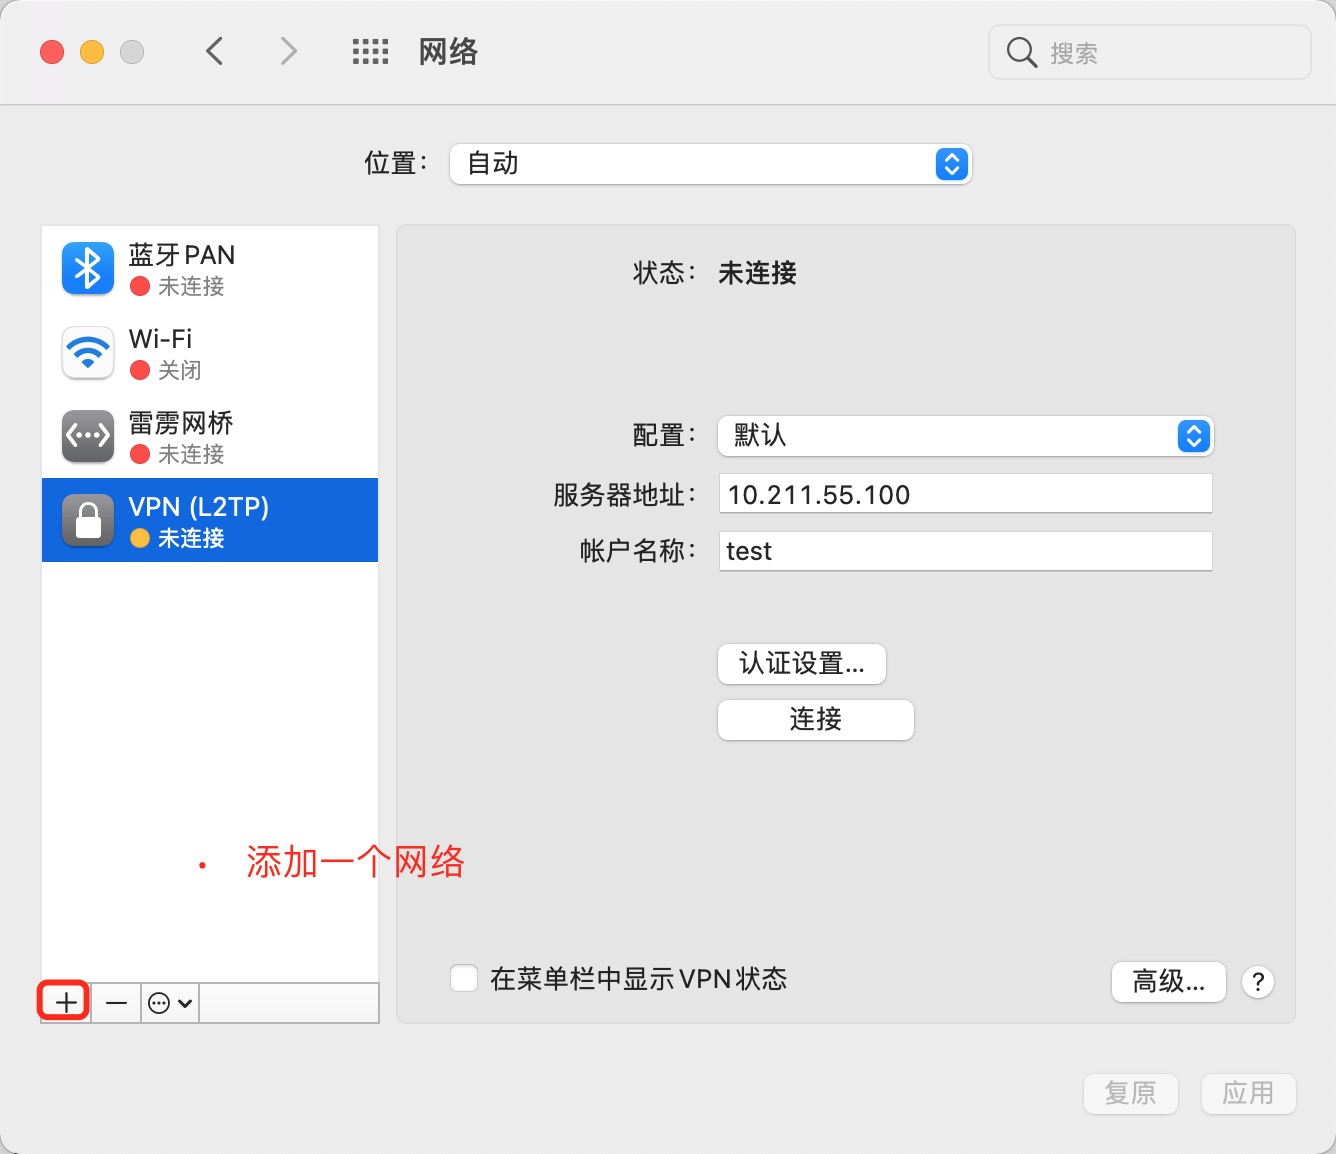 网络
搜索
位置：
自动
蓝牙 PAN
未连接
Wi-Fi
关闭
雷雳网桥
未连接
VPN (L2TP)
未连接
状态：
未连接
配置：
默认
服务器地址：
10.211.55.100
帐户名称：
test
认证设置...
连接
· 添加一个网络
在菜单栏中显示 VPN 状态
高级...
?
复原
应用